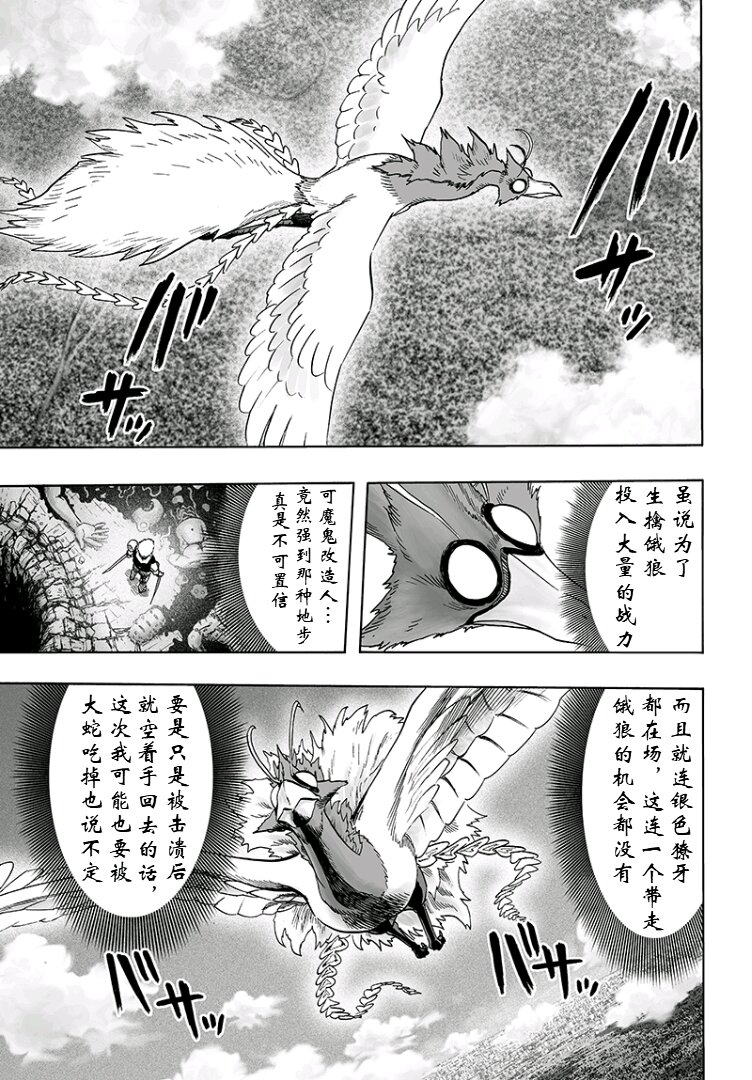 バサッ
バサッ
虽说为了
生擒饿狼
投入大量
的战力
可魔鬼改造人…
竟然强到那种地步
真是不可置信
而且就连银色獠牙
都在场，这连一个带走
饿狼的机会都没有
要是只是被击溃后
就空着手回去的话，
这次我可能也要被
大蛇吃掉也说不定
バサッ
バサッ